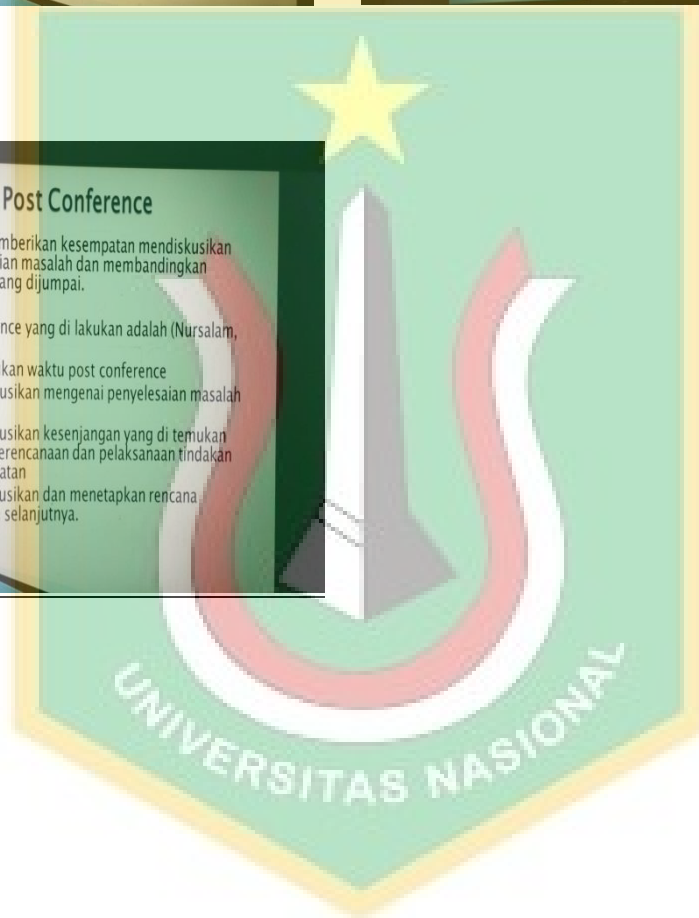 Post Conference
mberikan kesempatan mendiskusikan
ian masalah dan membandingkan
ang dijumpai.
nce yang di lakukan adalah (Nursalam,
kan waktu post conference
usikan mengenai penyelesaian masalah
usikan kesenjangan yang di temukan
erencanaan dan pelaksanaan tindakan
atan
usikan dan menetapkan rencana
selanjutnya.
UNIVERSITAS NASIONAL